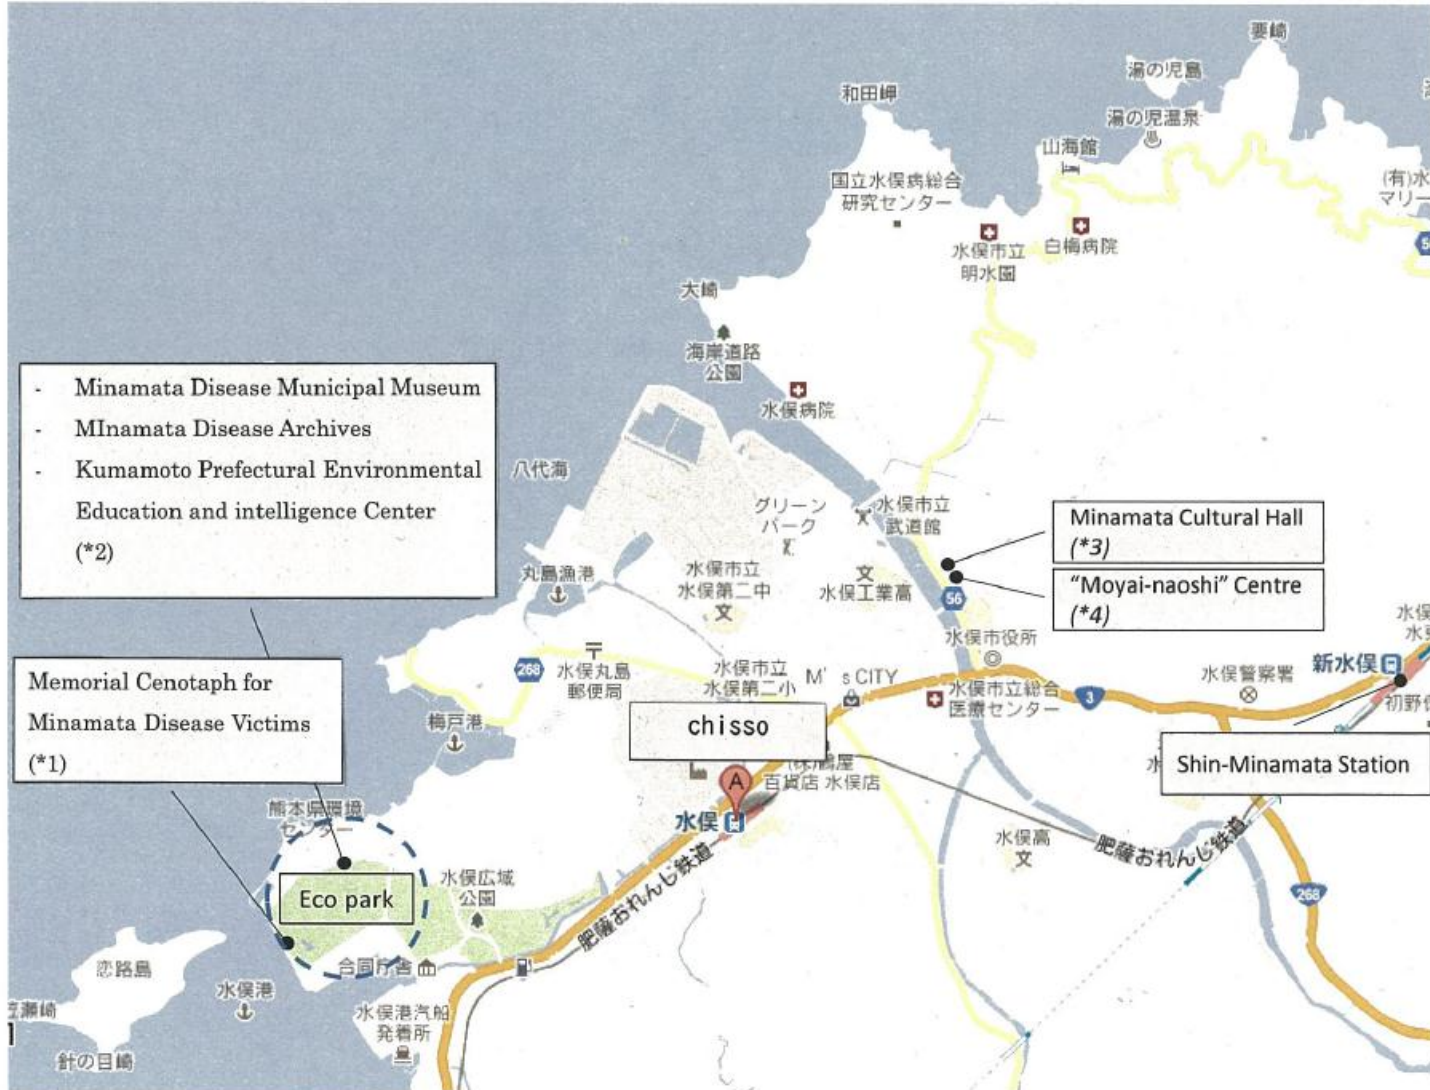 要崎
湯の児島
和田岬
湯の児温泉
山海館
国立水俣病総合
研究センター
(有)水
マリー
水俣市立
明水園
白梅病院
大崎
海岸道路
公園
水俣病院
- Minamata Disease Municipal Museum
- MInamata Disease Archives
- Kumamoto Prefectural Environmental
Education and intelligence Center
(*2)
八代海
グリーン
パーク
水俣市立
武道館
Minamata Cultural Hall
(*3)
"Moyai-naoshi" Centre
(*4)
丸島漁港
水俣市立
水俣第二中
文
文
水俣工業高
56
水俣市役所
268
水俣丸島
郵便局
水俣市立
水俣第二小
M's CITY
水俣市立総合
医療センター
3
水俣警察署
新水俣
初野
Memorial Cenotaph for
Minamata Disease Victims
(*1)
梅戸港
chisso
百貨店 水俣店
Shin-Minamata Station
A
水俣
熊本県環境
センター
水俣高
文
肥薩おれんじ鉄道
肥薩おれんじ鉄道
268
Eco park
水俣広域
公園
恋路島
合同庁舎
水俣港
水俣港汽船
発着所
針の目崎